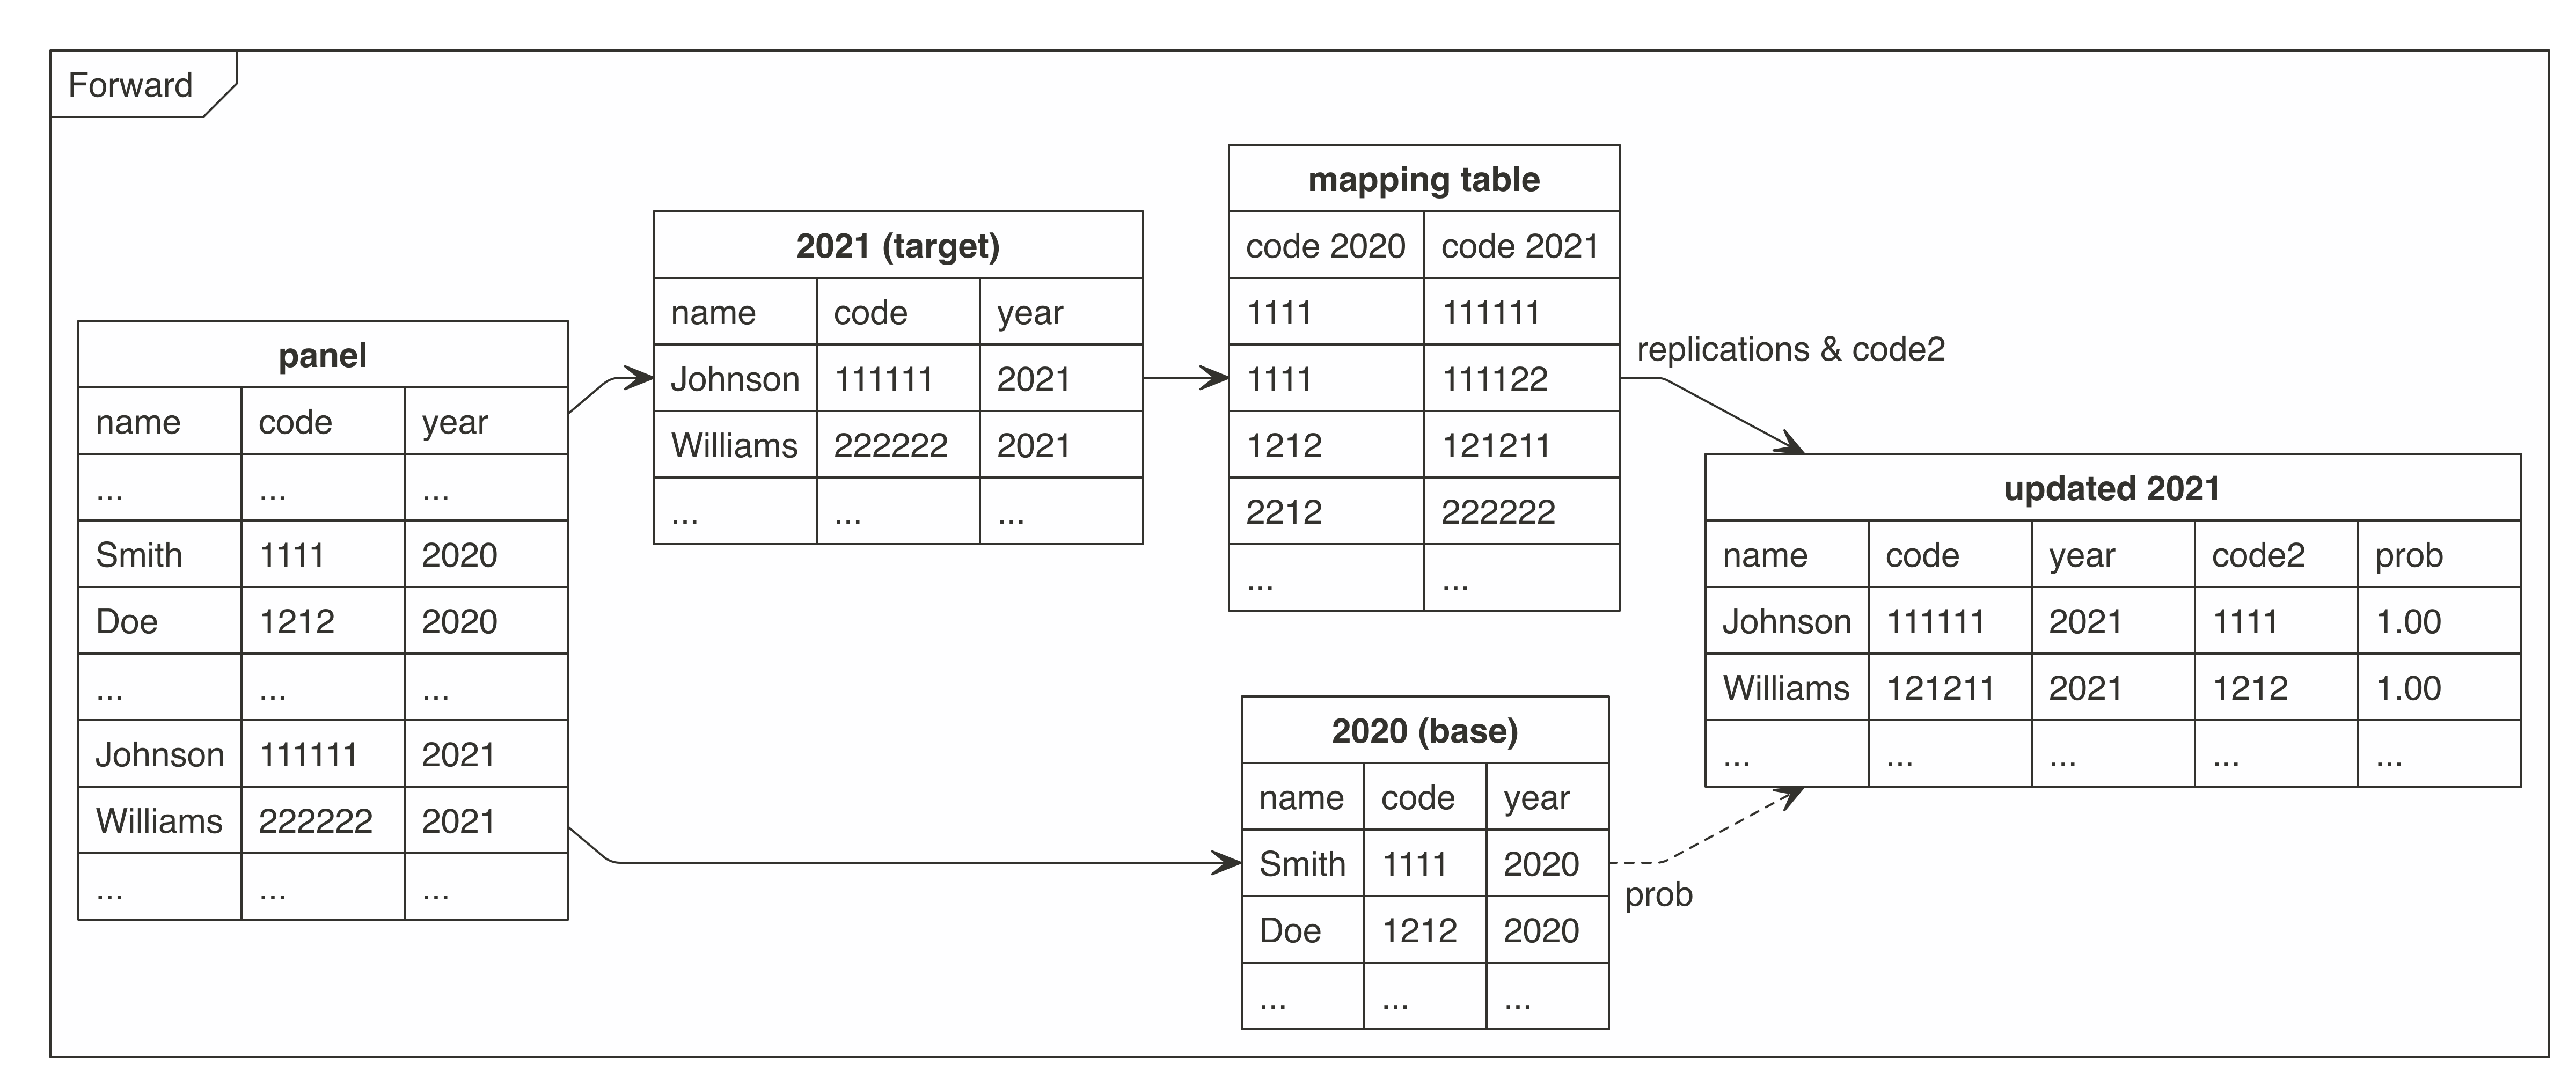 Forward
panel
name code year
... ... ...
Smith 1111 2020
Doe 1212 2020
... ... ...
Johnson 111111 2021
Williams 222222 2021
... ... ...
2021 (target)
name code year
Johnson 111111 2021
Williams 222222 2021
... ... ...
mapping table
code 2020 code 2021
1111 111111
1111 111122
1212 121211
2212 222222
... ...
replications & code2
2020 (base)
name code year
Smith 1111 2020
Doe 1212 2020
... ... ...
prob
updated 2021
name code year code2 prob
Johnson 111111 2021 1111 1.00
Williams 121211 2021 1212 1.00
... ... ... ... ...